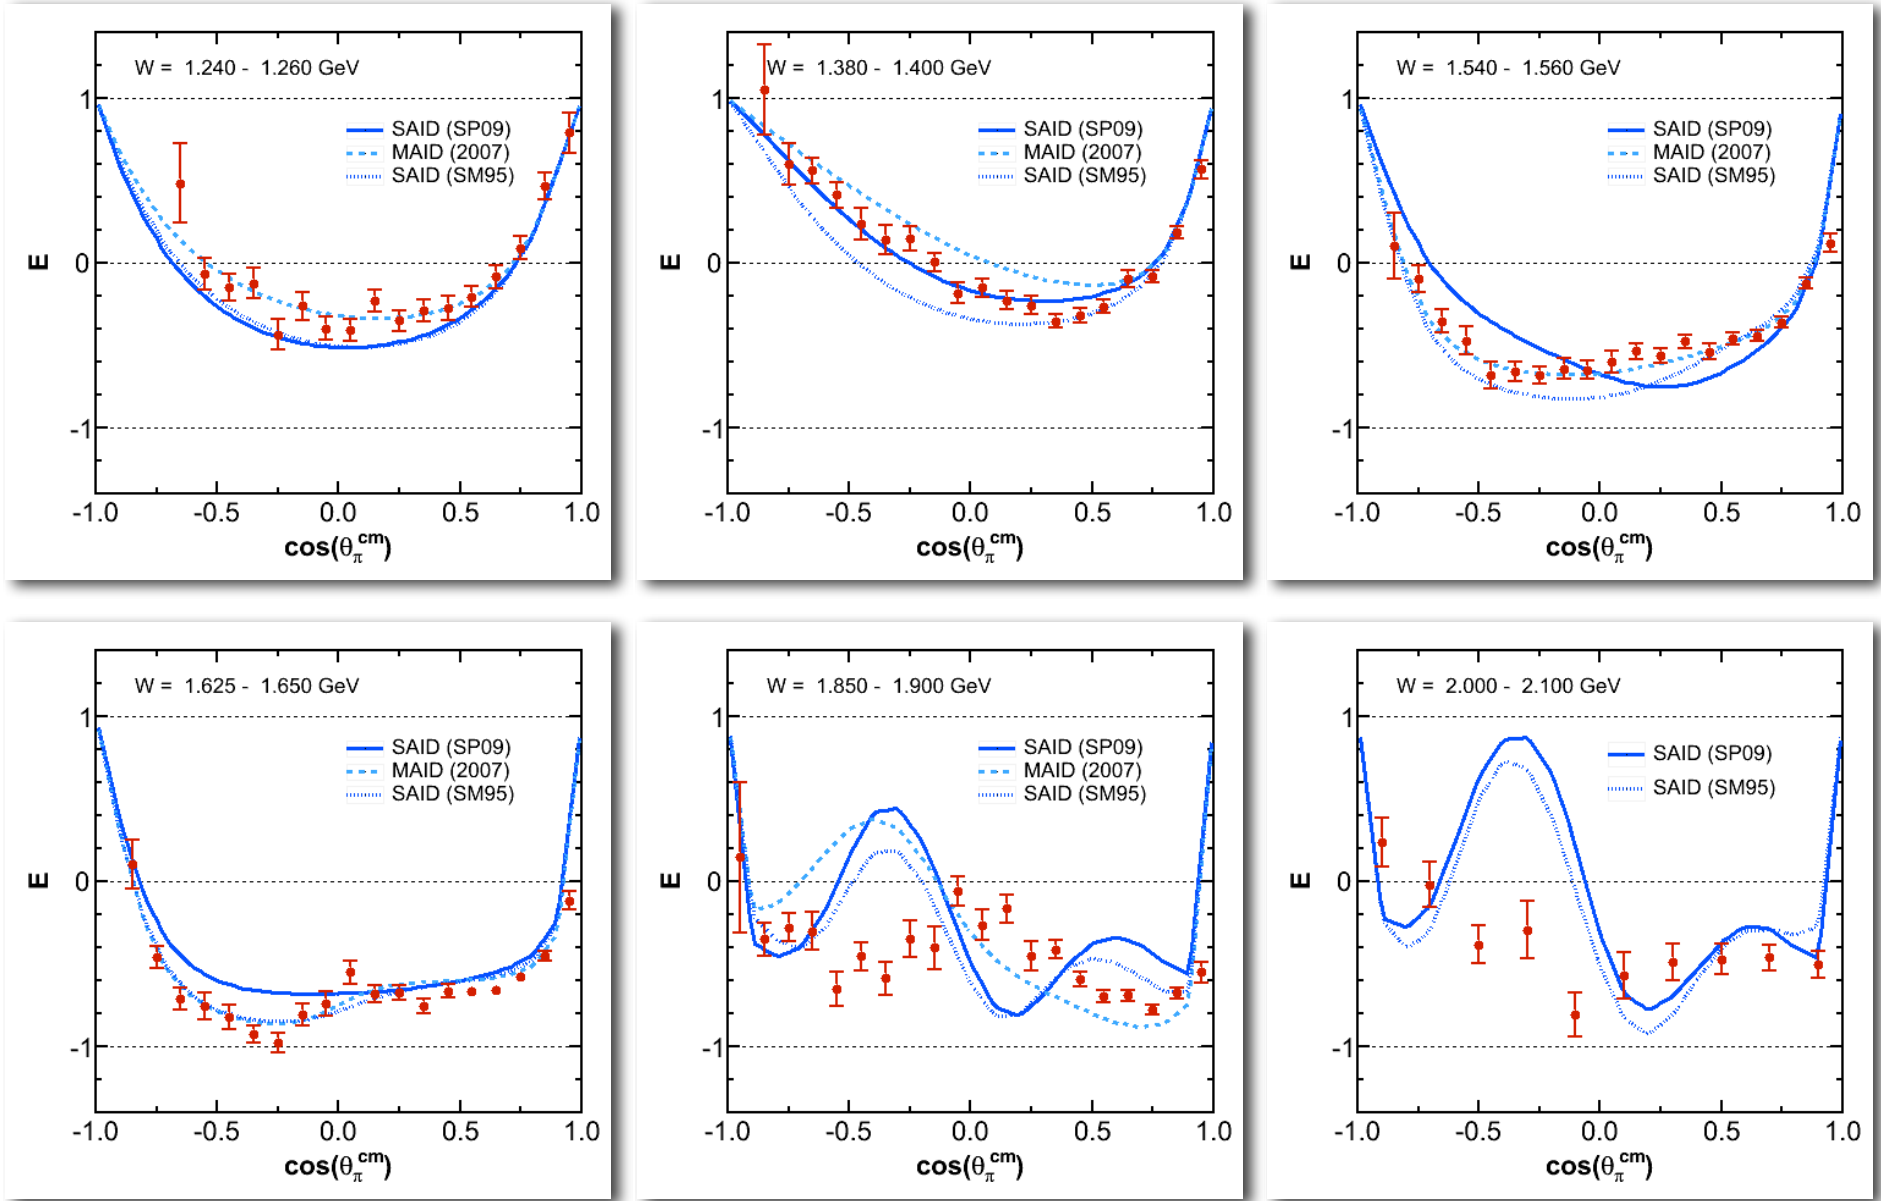 W = 1.240 - 1.260 GeV
SAID (SP09)
MAID (2007)
SAID (SM95)
E
1
0
-1
-1.0 -0.5 0.0 0.5 1.0
cos(θπcm)
W = 1.380 - 1.400 GeV
SAID (SP09)
MAID (2007)
SAID (SM95)
E
1
0
-1
-1.0 -0.5 0.0 0.5 1.0
cos(θπcm)
W = 1.540 - 1.560 GeV
SAID (SP09)
MAID (2007)
SAID (SM95)
E
1
0
-1
-1.0 -0.5 0.0 0.5 1.0
cos(θπcm)
W = 1.625 - 1.650 GeV
SAID (SP09)
MAID (2007)
SAID (SM95)
E
1
0
-1
-1.0 -0.5 0.0 0.5 1.0
cos(θπcm)
W = 1.850 - 1.900 GeV
SAID (SP09)
MAID (2007)
SAID (SM95)
E
1
0
-1
-1.0 -0.5 0.0 0.5 1.0
cos(θπcm)
W = 2.000 - 2.100 GeV
SAID (SP09)
SAID (SM95)
E
1
0
-1
-1.0 -0.5 0.0 0.5 1.0
cos(θπcm)